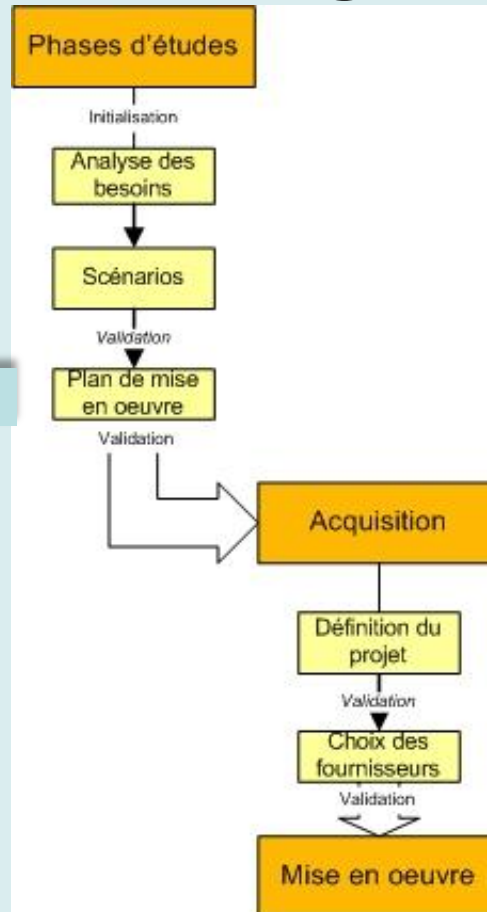 Phases d'études
Initialisation
Analyse des
besoins
Scénarios
Validation
Plan de mise
en oeuvre
Validation
Acquisition
Définition du
projet
Validation
Choix des
fournisseurs
Validation
Mise en oeuvre